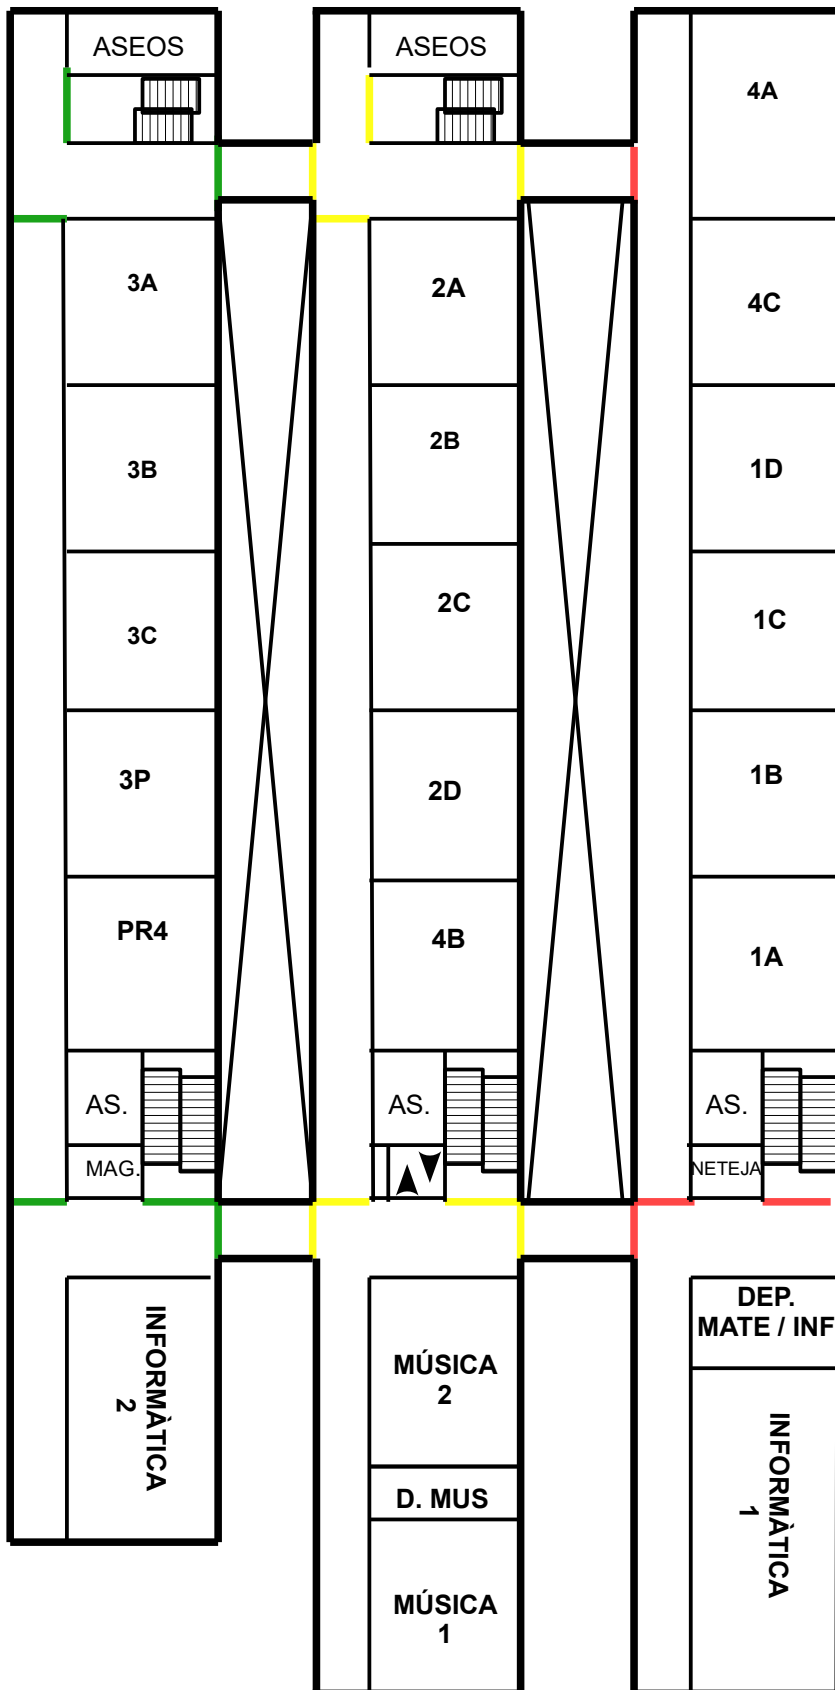 ASEOS
ASEOS
4A
3A
2A
4C
3B
2B
1D
3C
2C
1C
3P
2D
1B
PR4
4B
1A
AS.
AS.
AS.
MAG.
NETEJA
INFORMÀTICA
2
MÚSICA
2
D. MUS
MÚSICA
1
DEP.
MATE / INF
INFORMÀTICA
1